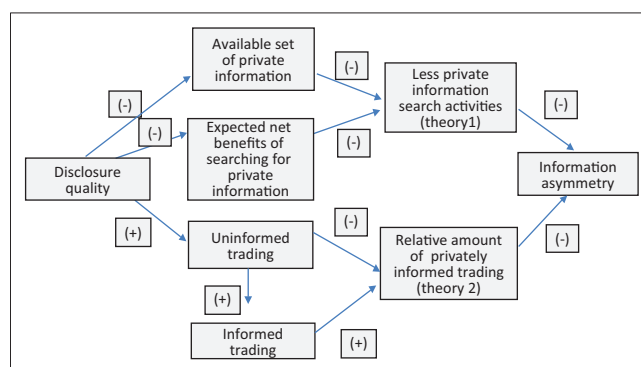 Available set
of private
information
(-)
Less private
information
search activities
(theory1)
(-)
(-)
(-)
Expected net
benefits of
searching for
private
information
(-)
Disclosure
quality
Information
asymmetry
(+)
Uninformed
trading
(-)
Relative amount
of privately
informed trading
(theory 2)
(-)
(+)
Informed
trading
(+)